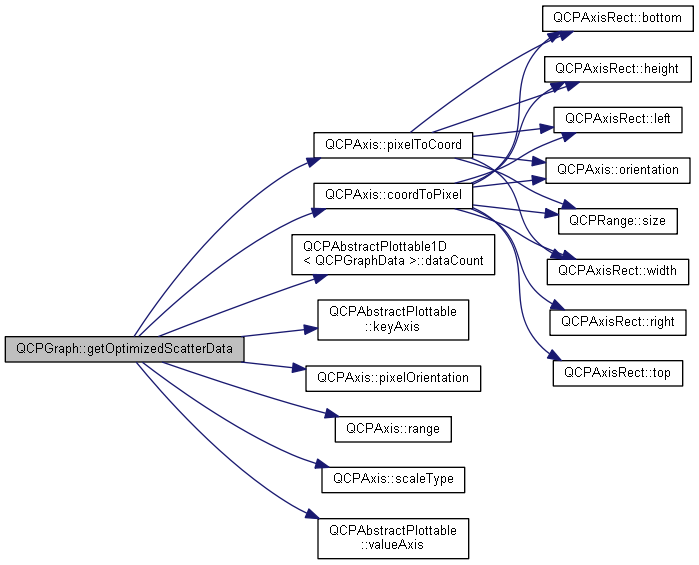 QCPGraph::getOptimizedScatterData
QCPAxis::pixelToCoord
QCPAxis::coordToPixel
QCPAbstractPlottable1D
< QCPGraphData >::dataCount
QCPAbstractPlottable
::keyAxis
QCPAxis::pixelOrientation
QCPAxis::range
QCPAxis::scaleType
QCPAbstractPlottable
::valueAxis
QCPAxisRect::bottom
QCPAxisRect::height
QCPAxisRect::left
QCPAxis::orientation
QCPRange::size
QCPAxisRect::width
QCPAxisRect::right
QCPAxisRect::top